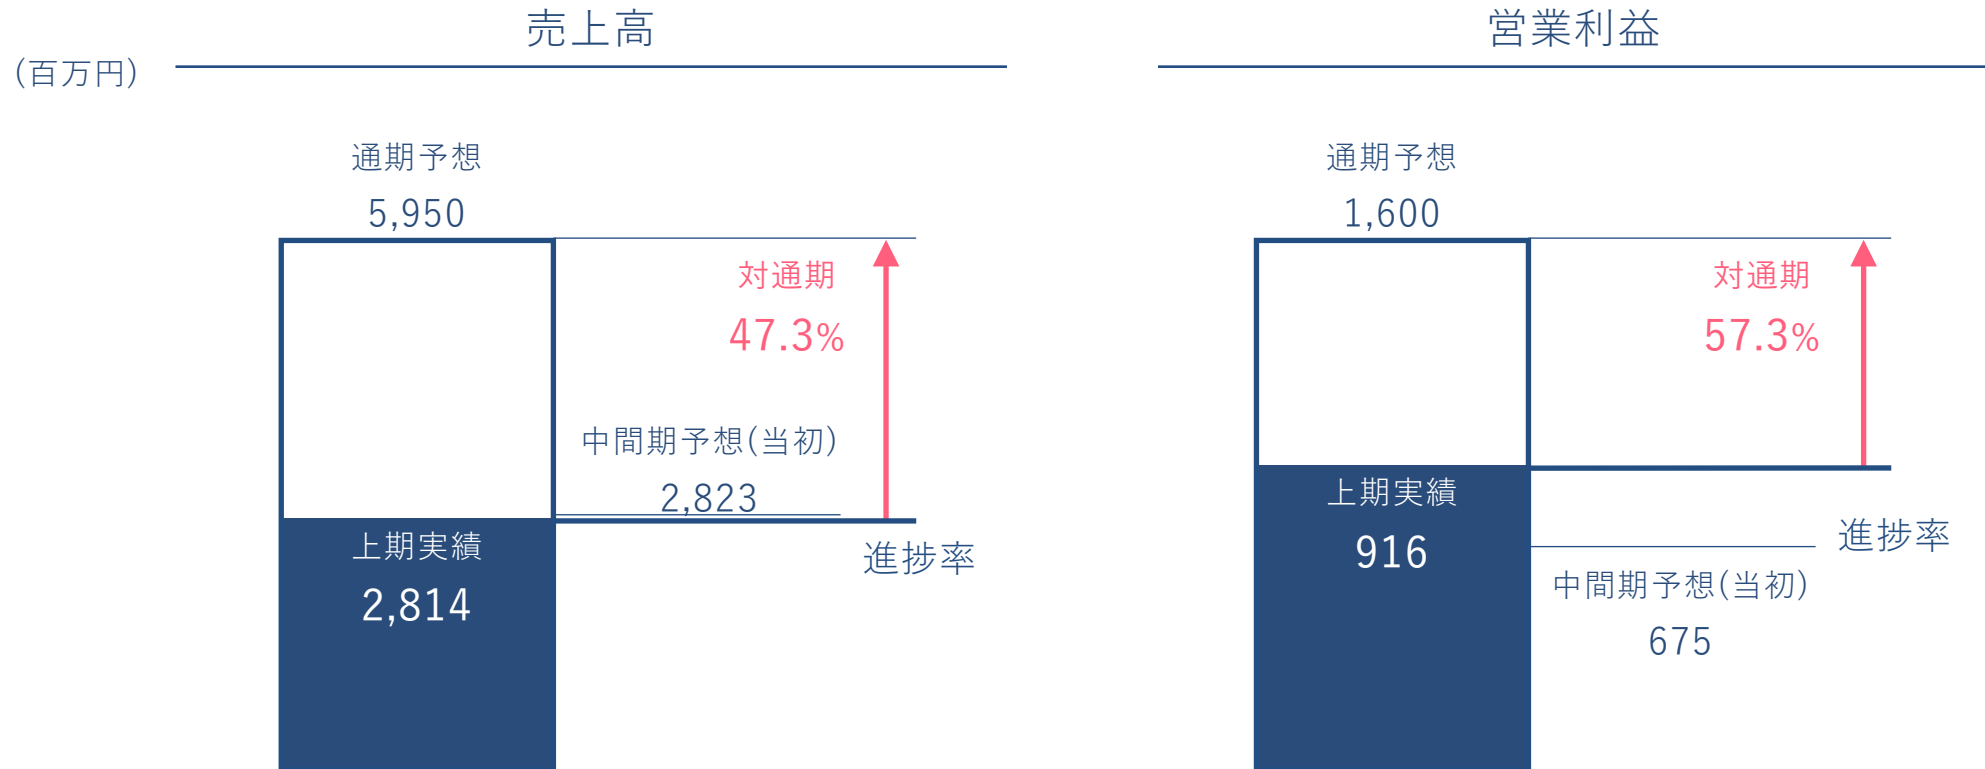 売上高
(百万円)
通期予想
5,950
対通期
47.3%
中間期予想(当初)
2,823
上期実績
2,814
進捗率
営業利益
通期予想
1,600
対通期
57.3%
上期実績
916
進捗率
中間期予想(当初)
675